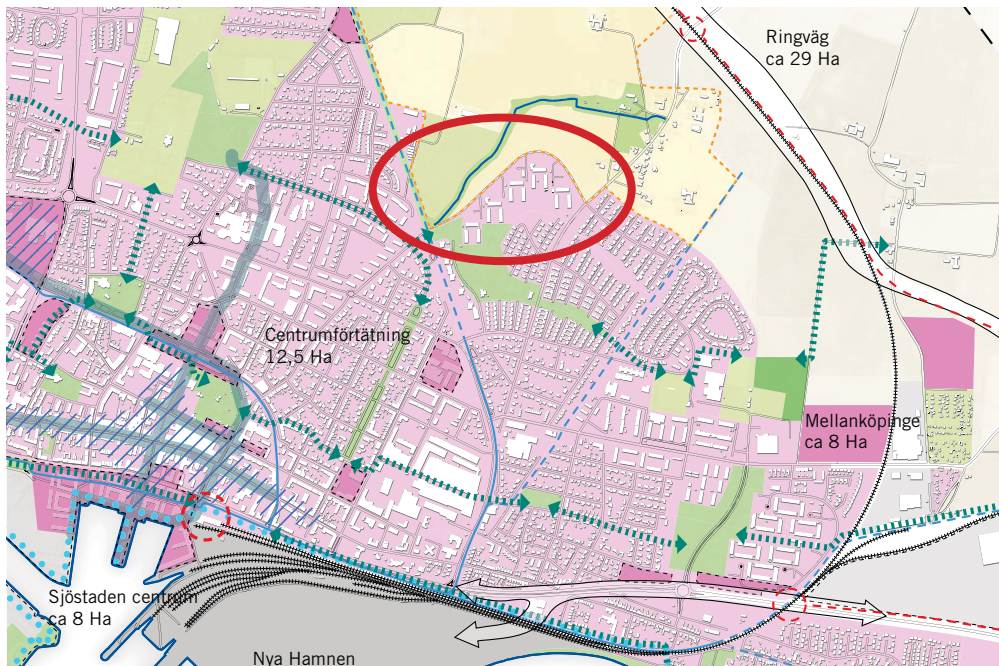 Ringväg
ca 29 Ha
Centrumförtätning
12,5 Ha
Mellanköpinge
ca 8 Ha
Sjöstaden centrum
ca 8 Ha
Nya Hamnen